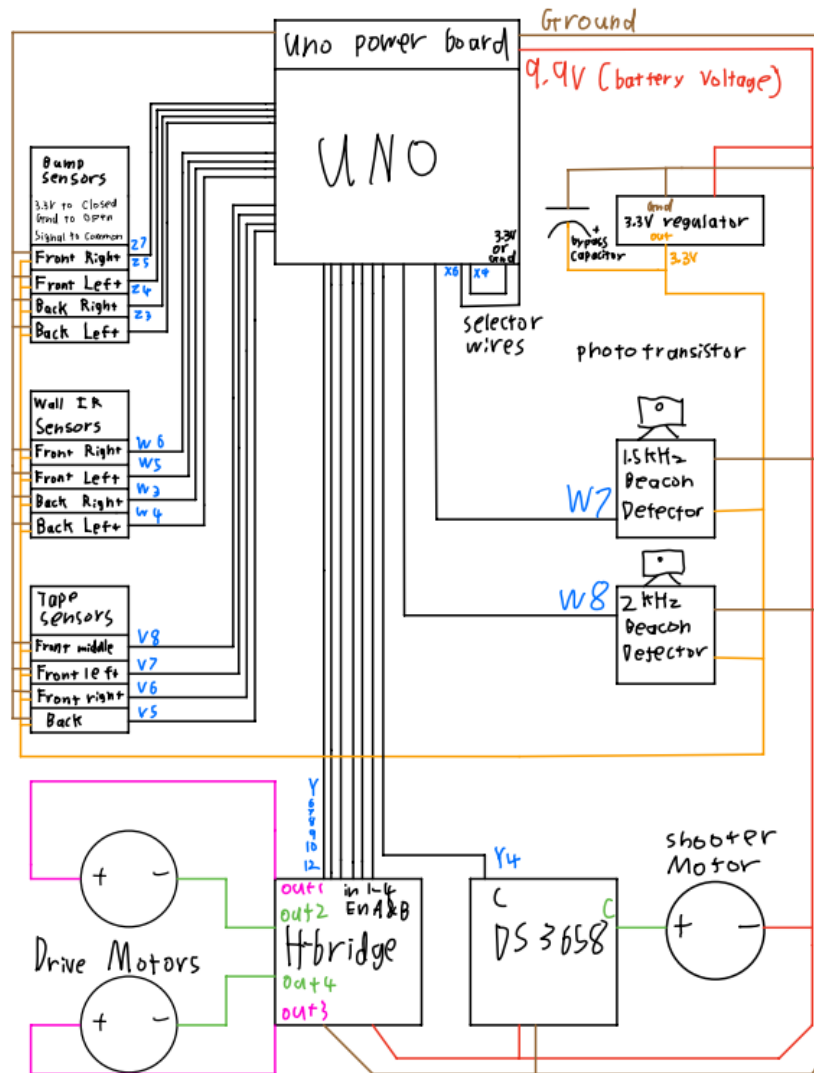 Ground
Uno power board
9.9V (battery voltage)
UNO
Bump
Sensors
3.3V to Closed
Gnd to Open
Signal to Common
Z7
Front Right
Z5
Front Left
Z4
Back Right
Z3
Back Left
3.3V
or
Gnd
X6 X4
selector
wires
Gnd
3.3V regulator
out
+
bypass
Capacitor
3.3V
photo transistor
Wall IR
Sensors
Front Right
W6
Front Left
W5
Back Right
W3
Back Left
W4
1.5kHz
Beacon
Detector
W7
2 kHz
Beacon
Detector
W8
Tape
sensors
Front middle
V8
Front left
V7
Front right
V6
Back
V5
Y
6
7
8
9
10
12
Y4
shooter
Motor
+ -
out1
in 1-4
En A&B
out2
H-bridge
out4
out3
C
C
DS3658
+ -
Drive Motors
+ -